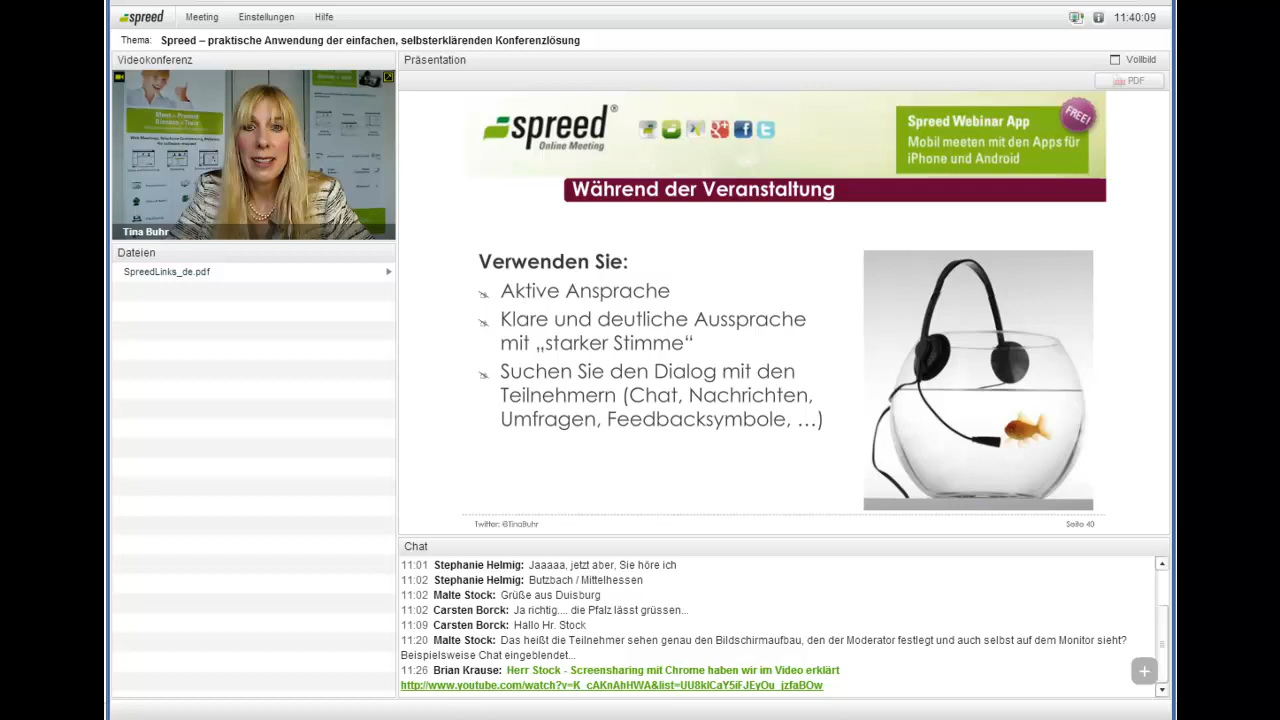 spreed Meeting Einstellungen Hilfe 11:40:09
Thema: Spreed – praktische Anwendung der einfachen, selbsterklärenden Konferenzlösung
Videokonferenz
Tina Buhr
Dateien
SpreedLinks_de.pdf
Präsentation Vollbild
PDF
spreed®
Online Meeting
Spreed Webinar App
Mobil meeten mit den Apps für
iPhone und Android
FREE!
Während der Veranstaltung
Verwenden Sie:
Aktive Ansprache
Klare und deutliche Aussprache
mit „starker Stimme“
Suchen Sie den Dialog mit den
Teilnehmern (Chat, Nachrichten,
Umfragen, Feedbacksymbole, …)
Twitter: @TinaBuhr Seite 40
Chat
11:01 Stephanie Helmig: Jaaaaa, jetzt aber, Sie höre ich
11:02 Stephanie Helmig: Butzbach / Mittelhessen
11:02 Malte Stock: Grüße aus Duisburg
11:02 Carsten Borck: Ja richtig.... die Pfalz lässt grüssen...
11:09 Carsten Borck: Hallo Hr. Stock
11:20 Malte Stock: Das heißt die Teilnehmer sehen genau den Bildschirmaufbau, den der Moderator festlegt und auch selbst auf dem Monitor sieht?
Beispielsweise Chat eingeblendet...
11:26 Brian Krause: Herr Stock - Screensharing mit Chrome haben wir im Video erklärt